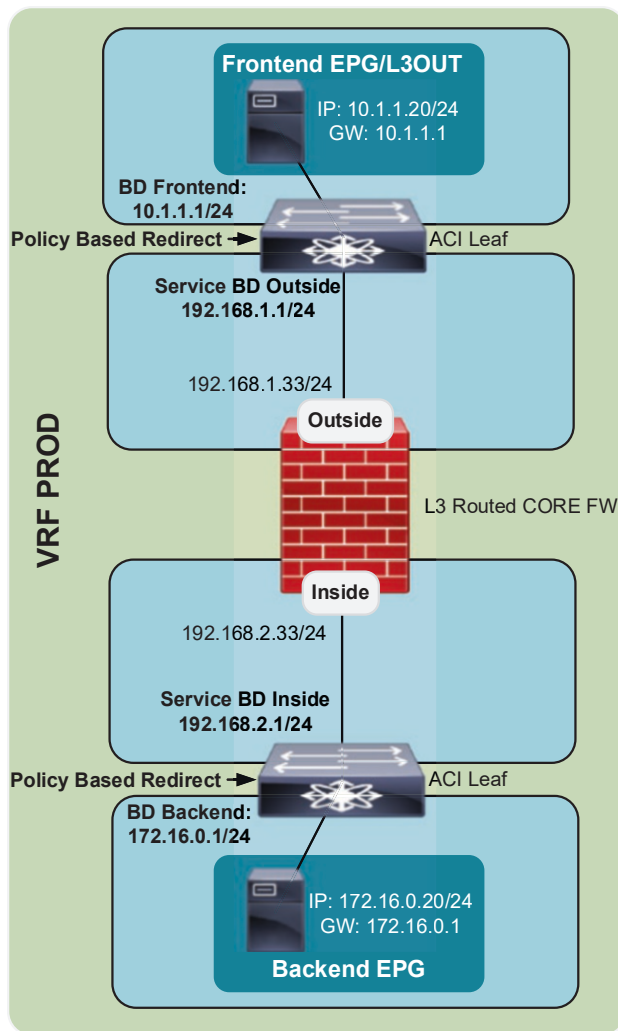 Frontend EPG/L3OUT
IP: 10.1.1.20/24
GW: 10.1.1.1
BD Frontend:
10.1.1.1/24
Policy Based Redirect
ACI Leaf
Service BD Outside
192.168.1.1/24
192.168.1.33/24
Outside
VRF PROD
L3 Routed CORE FW
Inside
192.168.2.33/24
Service BD Inside
192.168.2.1/24
Policy Based Redirect
ACI Leaf
BD Backend:
172.16.0.1/24
IP: 172.16.0.20/24
GW: 172.16.0.1
Backend EPG